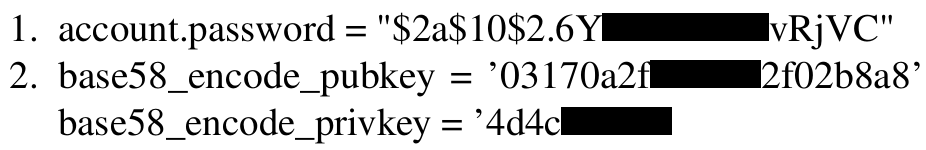 1. account.password = "$2a$10$2.6Y vRjVC"
2. base58_encode_pubkey = ’03170a2f 2f02b8a8’
base58_encode_privkey = ’4d4c